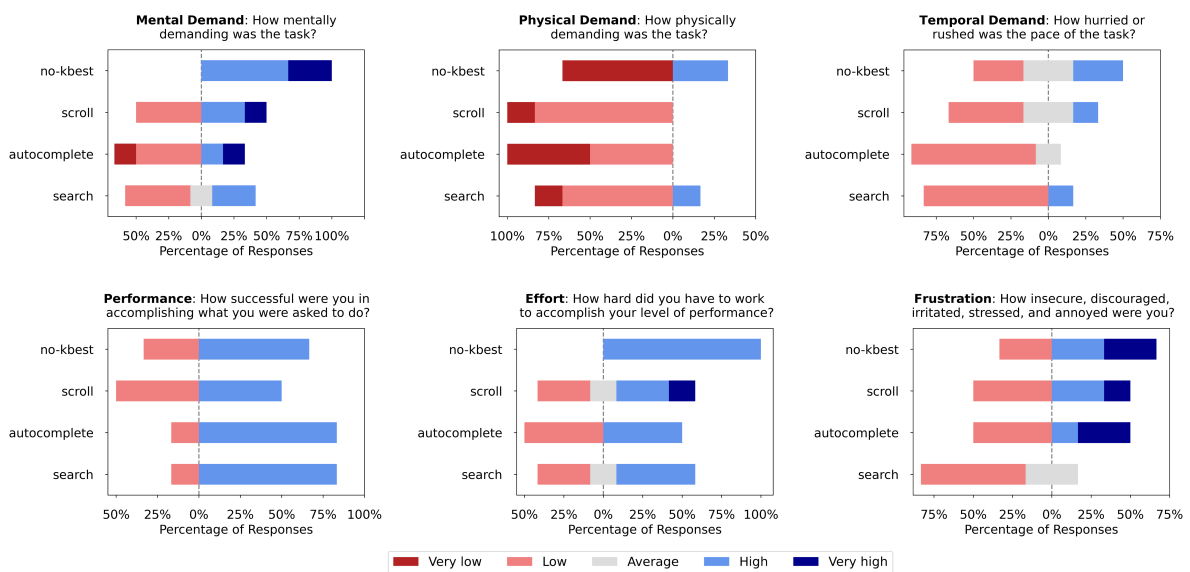 Mental Demand: How mentally
demanding was the task?
no-kbest
scroll
autocomplete
search
50% 25% 0% 25% 50% 75% 100%
Percentage of Responses
Physical Demand: How physically
demanding was the task?
no-kbest
scroll
autocomplete
search
100% 75% 50% 25% 0% 25% 50%
Percentage of Responses
Temporal Demand: How hurried or
rushed was the pace of the task?
no-kbest
scroll
autocomplete
search
75% 50% 25% 0% 25% 50% 75%
Percentage of Responses
Performance: How successful were you in
accomplishing what you were asked to do?
no-kbest
scroll
autocomplete
search
50% 25% 0% 25% 50% 75% 100%
Percentage of Responses
Effort: How hard did you have to work
to accomplish your level of performance?
no-kbest
scroll
autocomplete
search
50% 25% 0% 25% 50% 75% 100%
Percentage of Responses
Frustration: How insecure, discouraged,
irritated, stressed, and annoyed were you?
no-kbest
scroll
autocomplete
search
75% 50% 25% 0% 25% 50% 75%
Percentage of Responses
Very low Low Average High Very high